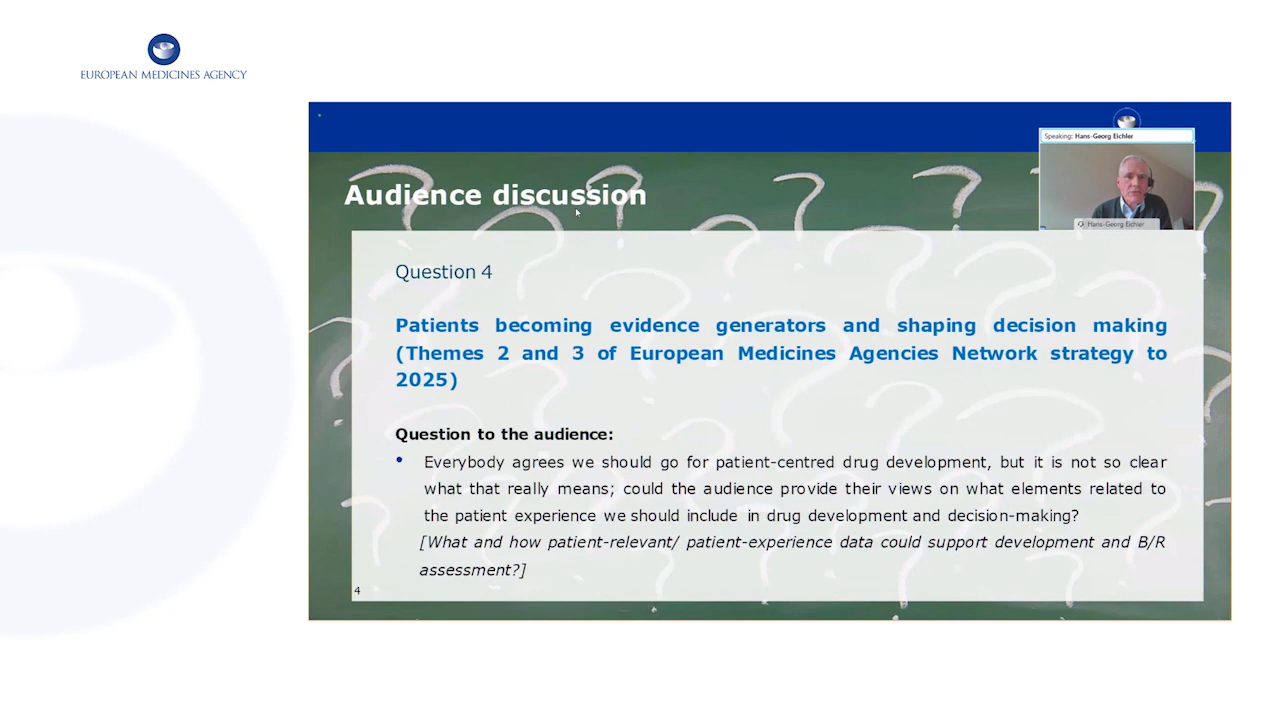 EUROPEAN MEDICINES AGENCY
Speaking: Hans-Georg Eichler
Hans-Georg Eichler
Audience discussion
Question 4
Patients becoming evidence generators and shaping decision making
(Themes 2 and 3 of European Medicines Agencies Network strategy to
2025)
Question to the audience:
• Everybody agrees we should go for patient-centred drug development, but it is not so clear
what that really means; could the audience provide their views on what elements related to
the patient experience we should include in drug development and decision-making?
[What and how patient-relevant/ patient-experience data could support development and B/R
assessment?]
4